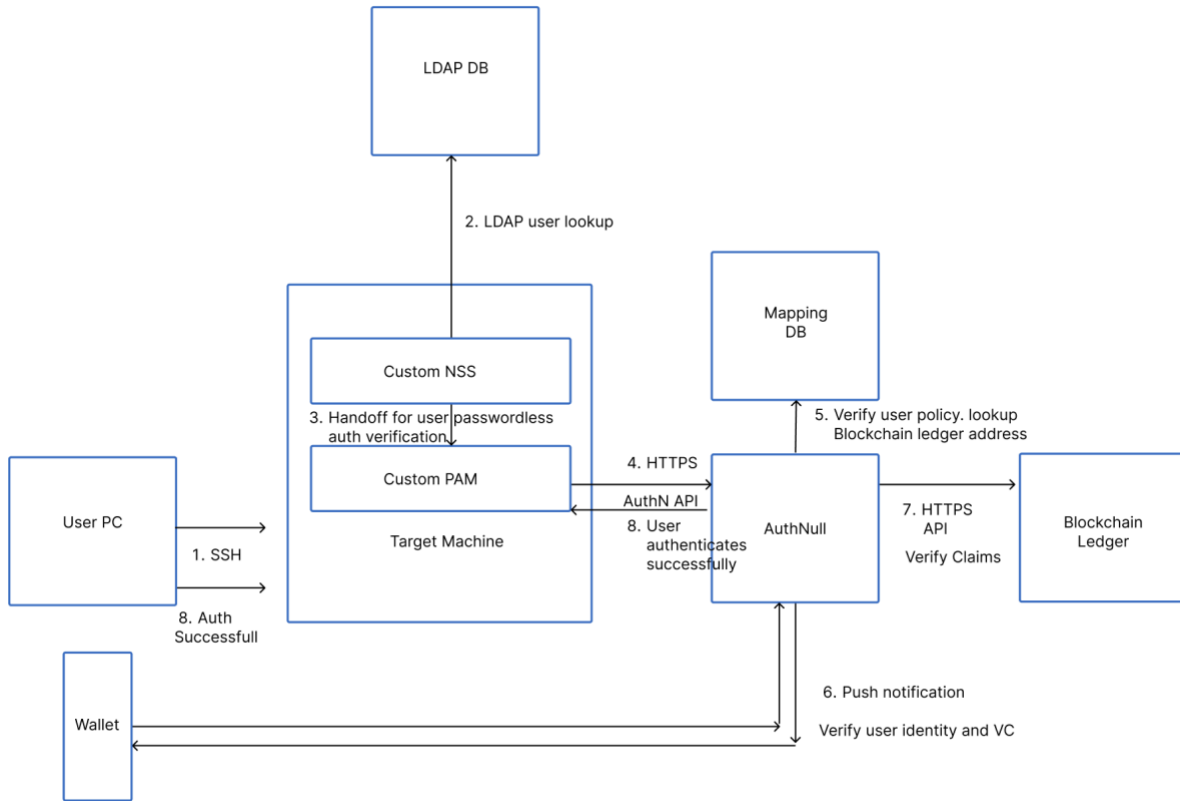 LDAP DB
2. LDAP user lookup
Mapping
DB
Custom NSS
3. Handoff for user passwordless
auth verification
5. Verify user policy. lookup
Blockchain ledger address
Custom PAM
4. HTTPS
AuthN API
User PC
Target Machine
8. User
authenticates
successfully
AuthNull
7. HTTPS
API
Verify Claims
Blockchain
Ledger
1. SSH
8. Auth
Successfull
Wallet
6. Push notification
Verify user identity and VC